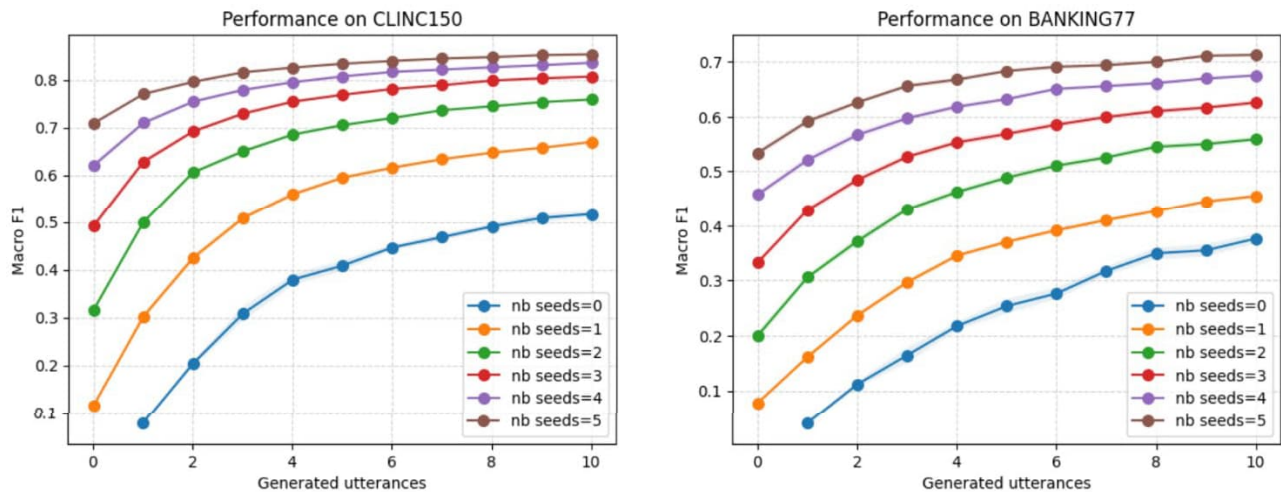 Performance on CLINC150
Macro F1
0.8
0.7
0.6
0.5
0.4
0.3
0.2
0.1
nb seeds=0
nb seeds=1
nb seeds=2
nb seeds=3
nb seeds=4
nb seeds=5
0 2 4 6 8 10
Generated utterances
Performance on BANKING77
Macro F1
0.7
0.6
0.5
0.4
0.3
0.2
0.1
nb seeds=0
nb seeds=1
nb seeds=2
nb seeds=3
nb seeds=4
nb seeds=5
0 2 4 6 8 10
Generated utterances